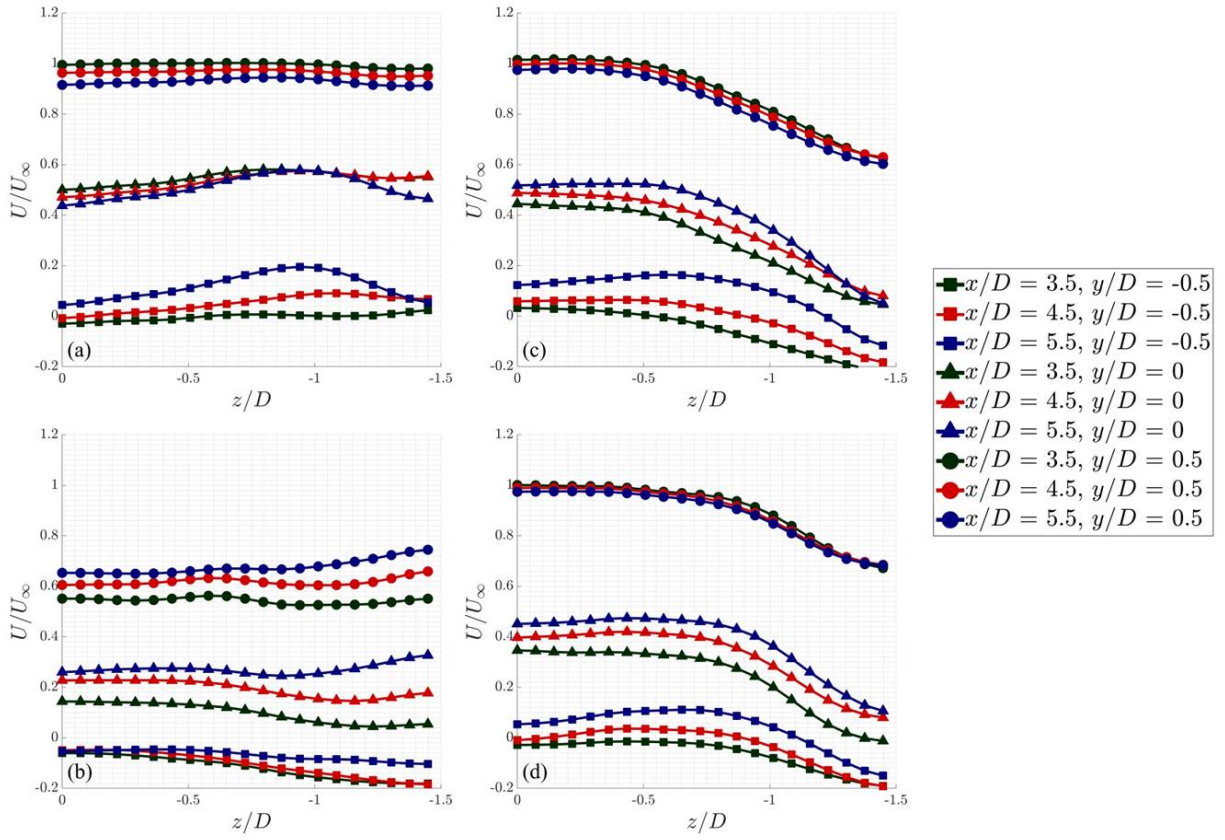 1.2
1
0.8
0.6
0.4
0.2
0
-0.2
U/U∞
(a)
0
-0.5
-1
-1.5
z/D
1.2
1
0.8
0.6
0.4
0.2
0
-0.2
U/U∞
(c)
0
-0.5
-1
-1.5
z/D
x/D = 3.5, y/D = -0.5
x/D = 4.5, y/D = -0.5
x/D = 5.5, y/D = -0.5
x/D = 3.5, y/D = 0
x/D = 4.5, y/D = 0
x/D = 5.5, y/D = 0
x/D = 3.5, y/D = 0.5
x/D = 4.5, y/D = 0.5
x/D = 5.5, y/D = 0.5
1.2
1
0.8
0.6
0.4
0.2
0
-0.2
U/U∞
(b)
0
-0.5
-1
-1.5
z/D
1.2
1
0.8
0.6
0.4
0.2
0
-0.2
U/U∞
(d)
0
-0.5
-1
-1.5
z/D